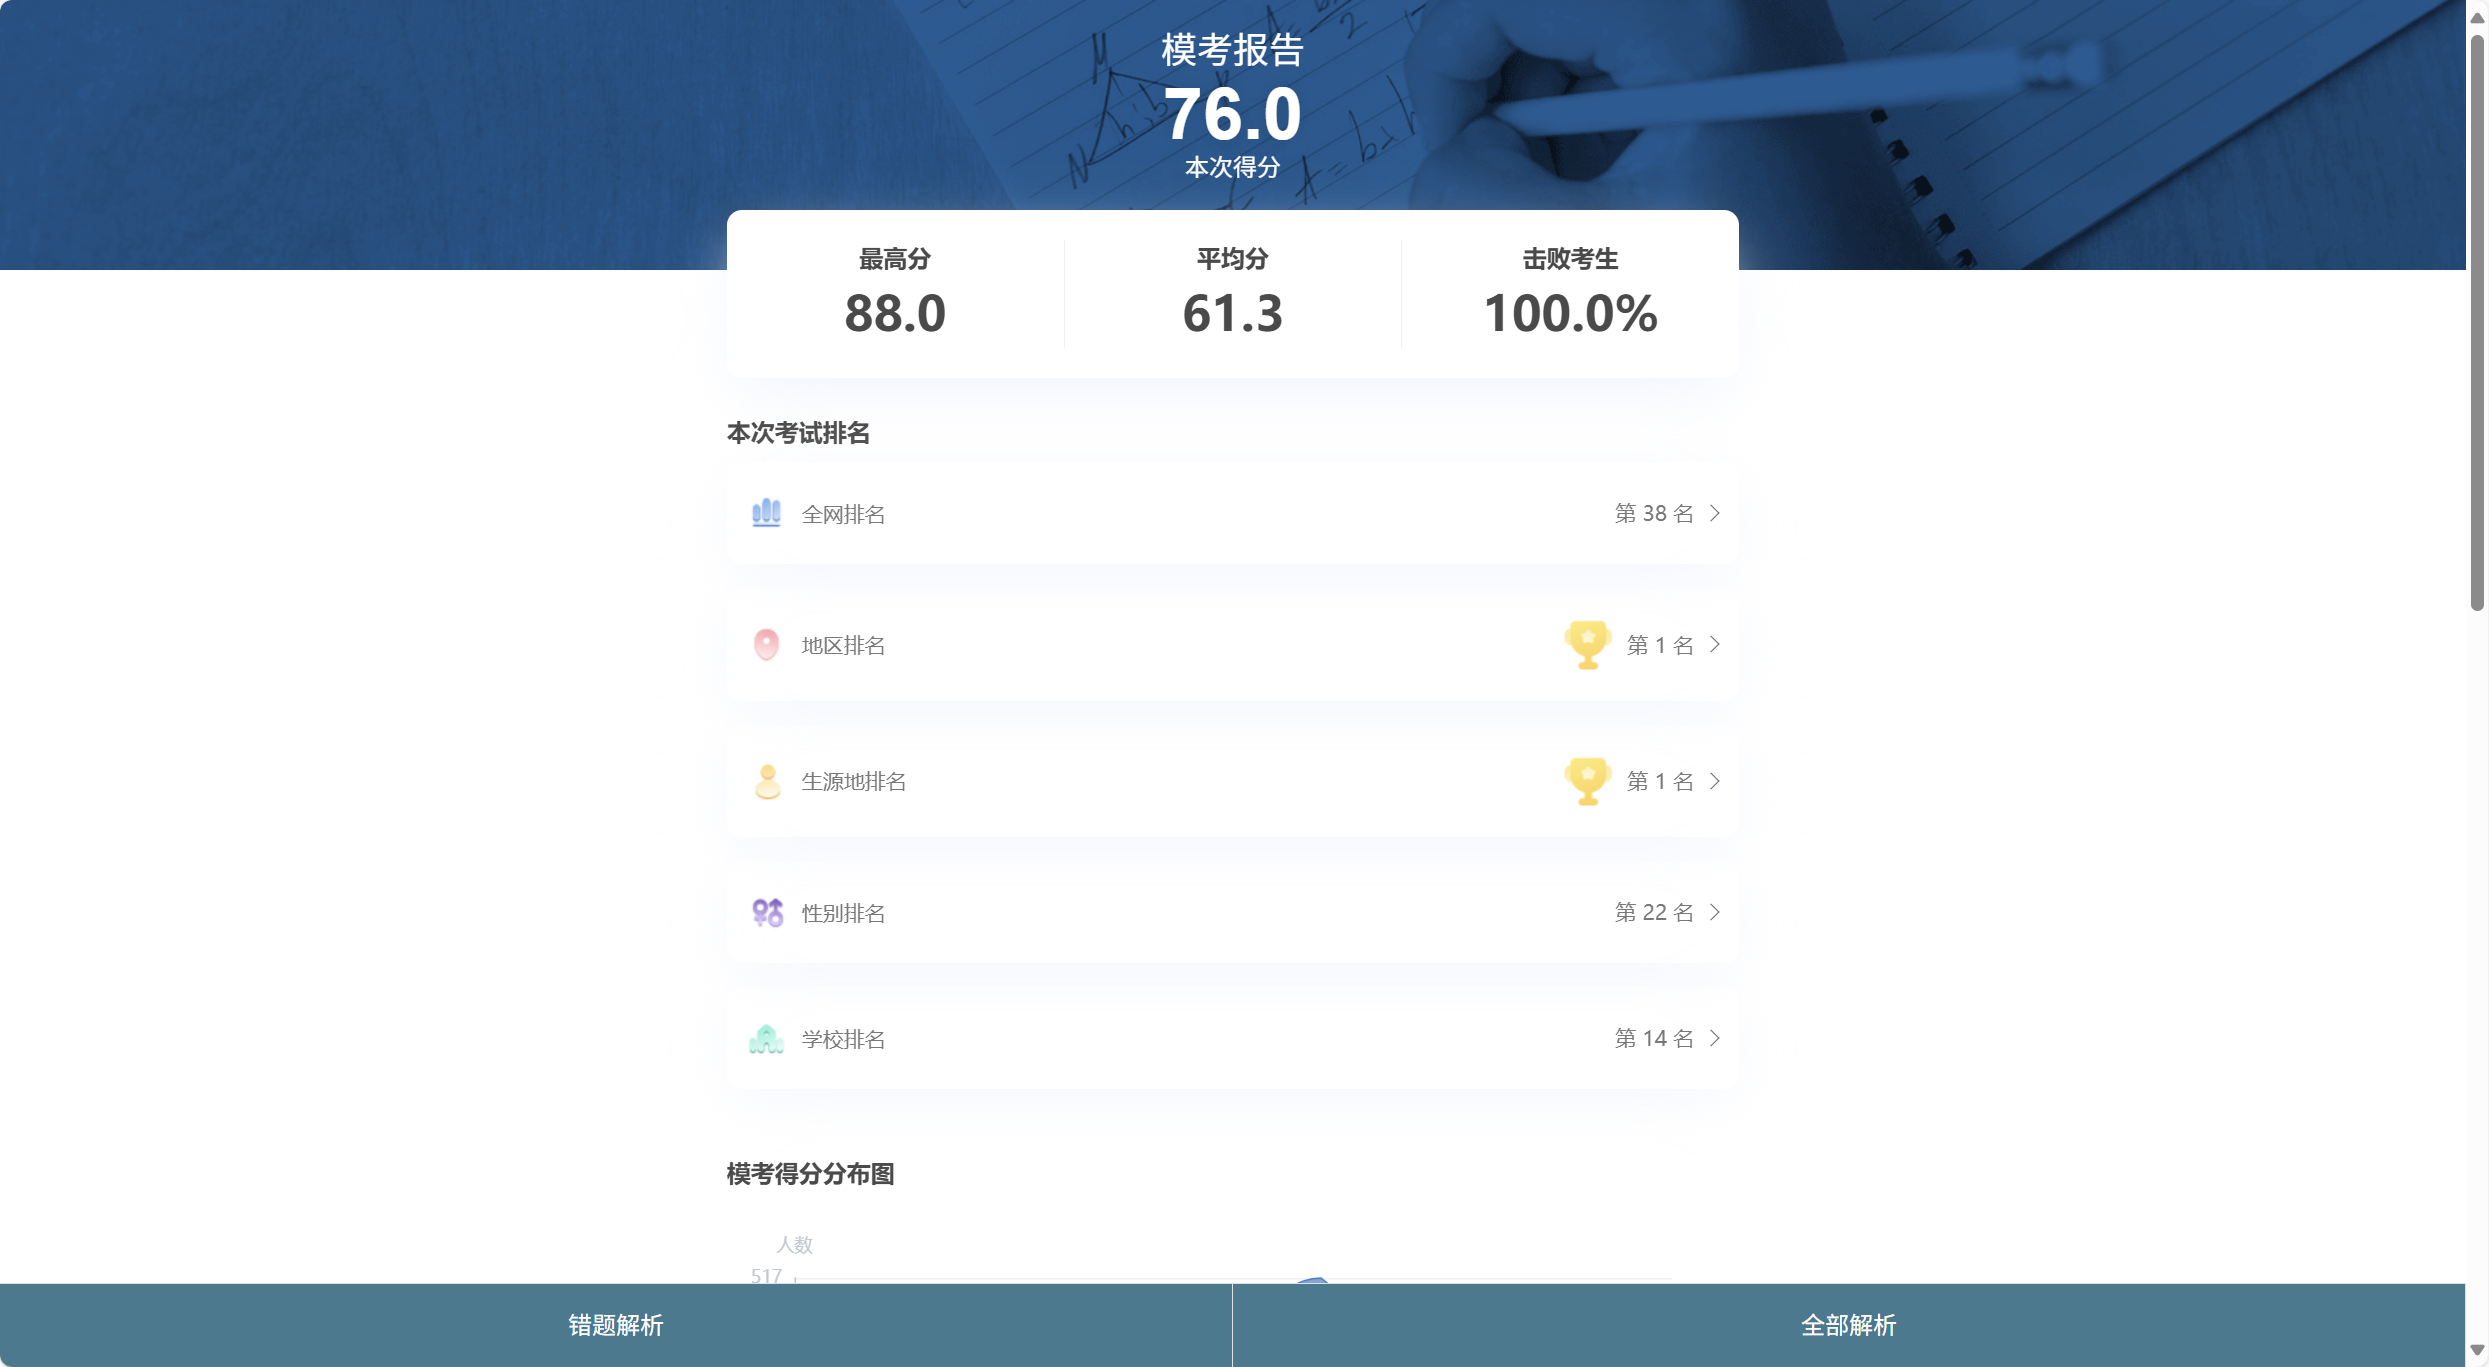 模考报告
76.0
本次得分
最高分
88.0
平均分
61.3
击败考生
100.0%
本次考试排名
全网排名
第 38 名
地区排名
第 1 名
生源地排名
第 1 名
性别排名
第 22 名
学校排名
第 14 名
模考得分分布图
人数
517
错题解析
全部解析